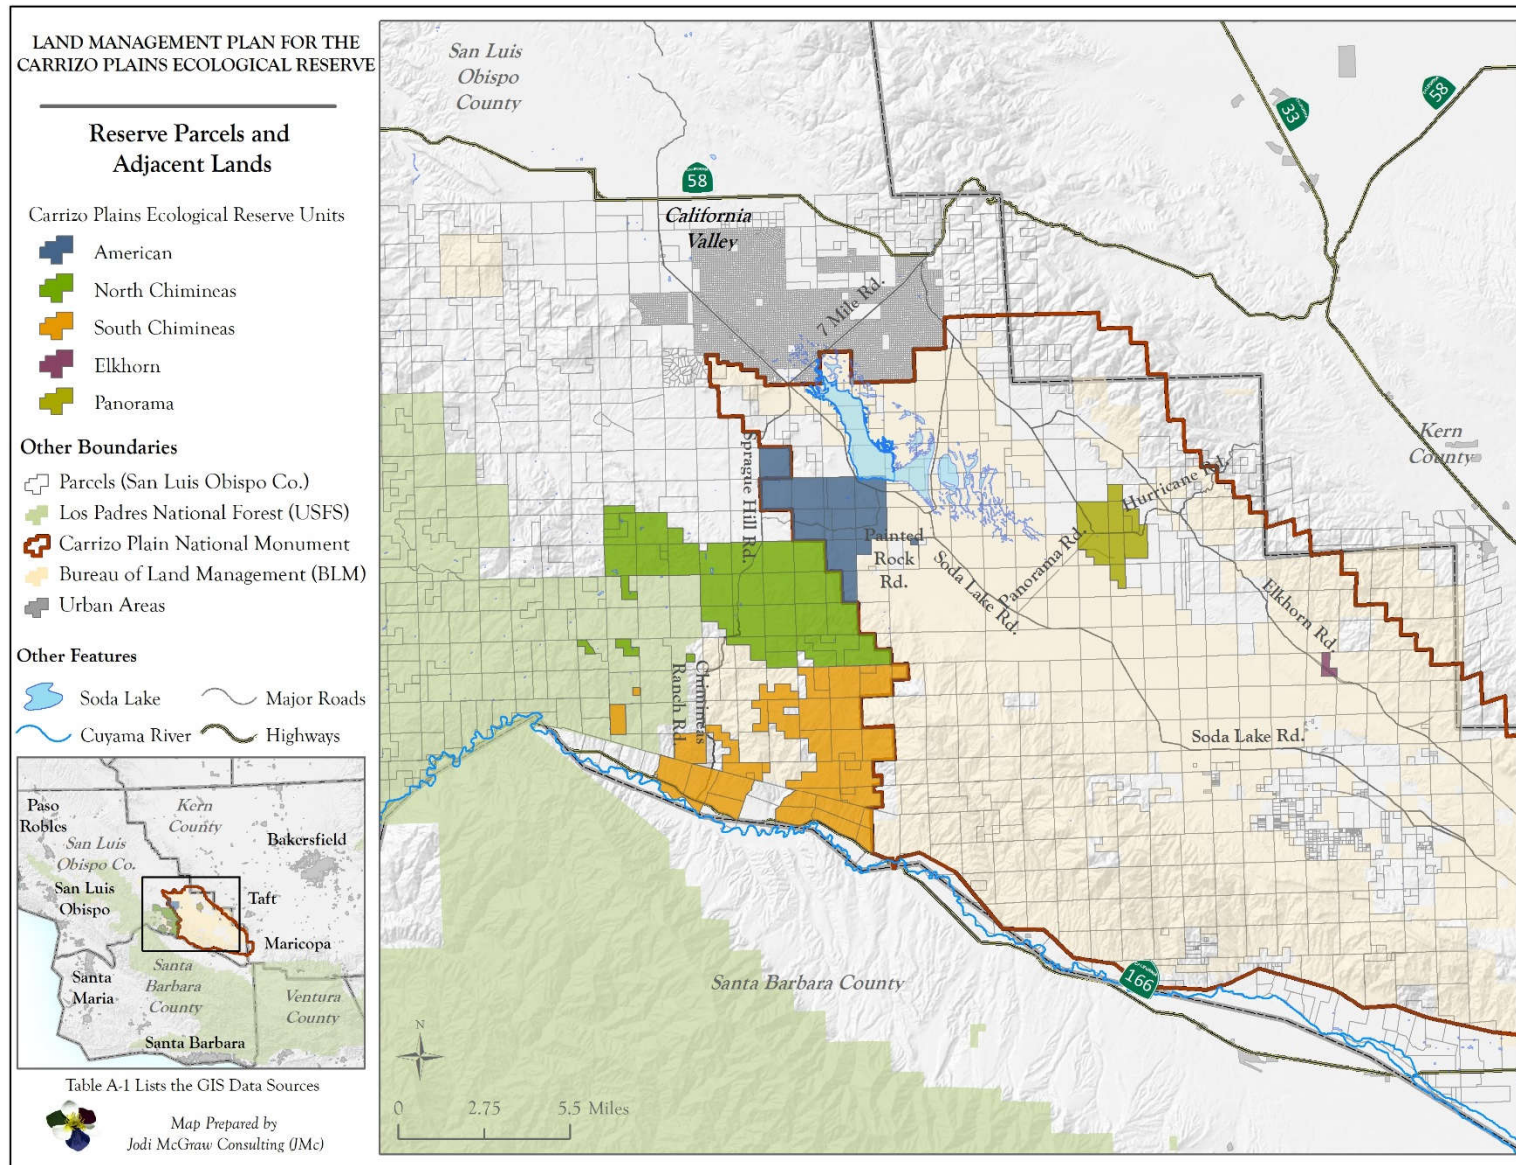 LAND MANAGEMENT PLAN FOR THE
CARRIZO PLAINS ECOLOGICAL RESERVE
Reserve Parcels and
Adjacent Lands
Carrizo Plains Ecological Reserve Units
American
North Chimineas
South Chimineas
Elkhorn
Panorama
Other Boundaries
Parcels (San Luis Obispo Co.)
Los Padres National Forest (USFS)
Carrizo Plain National Monument
Bureau of Land Management (BLM)
Urban Areas
Other Features
Soda Lake
Major Roads
Cuyama River
Highways
Paso
Robles
Kern
County
Bakersfield
San Luis
Obispo Co.
San Luis
Obispo
Taft
Maricopa
Santa
Maria
Santa
Barbara
County
Ventura
County
Santa Barbara
Table A-1 Lists the GIS Data Sources
Map Prepared by
Jodi McGraw Consulting (JMc)
San Luis
Obispo
County
58
33
58
California
Valley
7 Mile Rd.
Kern
County
Sprague Hill Rd.
Hurricane Rd.
Painted
Rock
Rd.
Panorama Rd.
Soda Lake Rd.
Elkhorn Rd.
Chimineas
Ranch Rd.
Soda Lake Rd.
Santa Barbara County
166
N
0 2.75 5.5 Miles